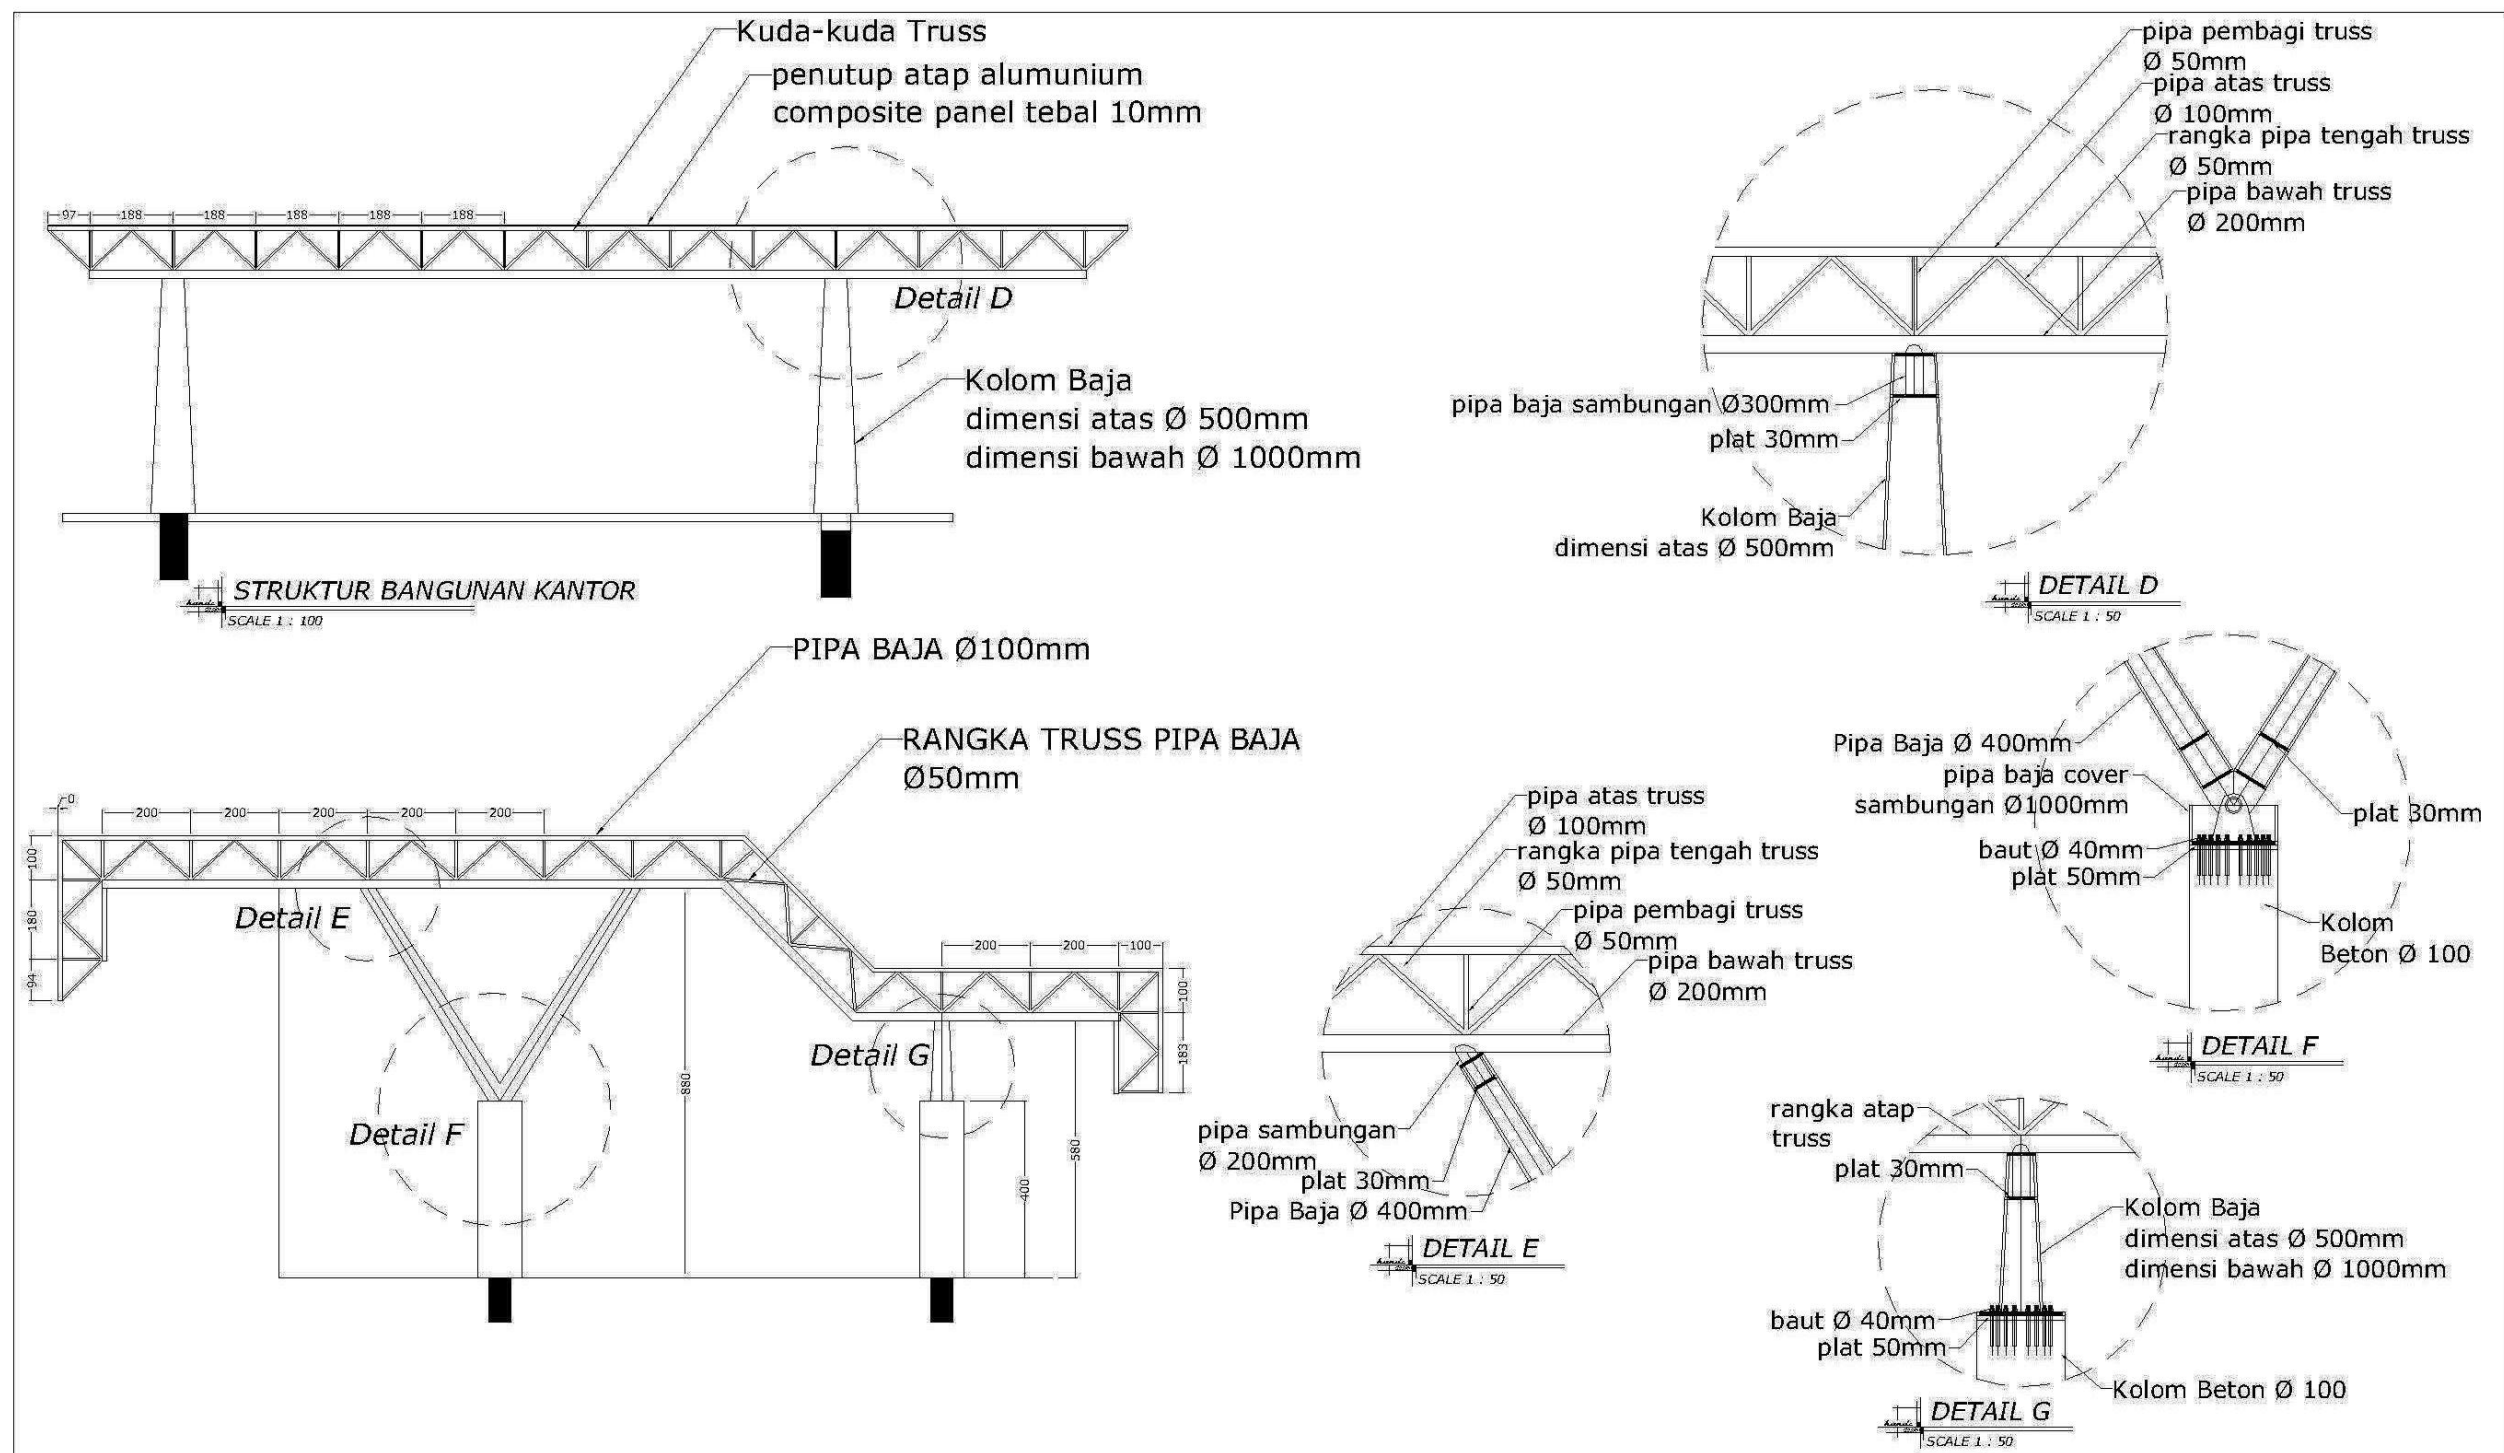 Kuda-kuda Truss
penutup atap alumunium
composite panel tebal 10mm
97 188 188 188 188 188
Detail D
Kolom Baja
dimensi atas Ø 500mm
dimensi bawah Ø 1000mm
STRUKTUR BANGUNAN KANTOR
SCALE 1 : 100
pipa pembagi truss
Ø 50mm
pipa atas truss
Ø 100mm
rangka pipa tengah truss
Ø 50mm
pipa bawah truss
Ø 200mm
pipa baja sambungan Ø300mm
plat 30mm
Kolom Baja
dimensi atas Ø 500mm
DETAIL D
SCALE 1 : 50
PIPA BAJA Ø100mm
RANGKA TRUSS PIPA BAJA
Ø50mm
0
200 200 200 200 200
100
180
94
Detail E
Detail F
Detail G
880
200 200 100
100
183
580
400
pipa atas truss
Ø 100mm
rangka pipa tengah truss
Ø 50mm
pipa pembagi truss
Ø 50mm
pipa bawah truss
Ø 200mm
pipa sambungan
Ø 200mm
plat 30mm
Pipa Baja Ø 400mm
DETAIL E
SCALE 1 : 50
Pipa Baja Ø 400mm
pipa baja cover
sambungan Ø1000mm
plat 30mm
baut Ø 40mm
plat 50mm
Kolom
Beton Ø 100
DETAIL F
SCALE 1 : 50
rangka atap
truss
plat 30mm
Kolom Baja
dimensi atas Ø 500mm
dimensi bawah Ø 1000mm
baut Ø 40mm
plat 50mm
Kolom Beton Ø 100
DETAIL G
SCALE 1 : 50